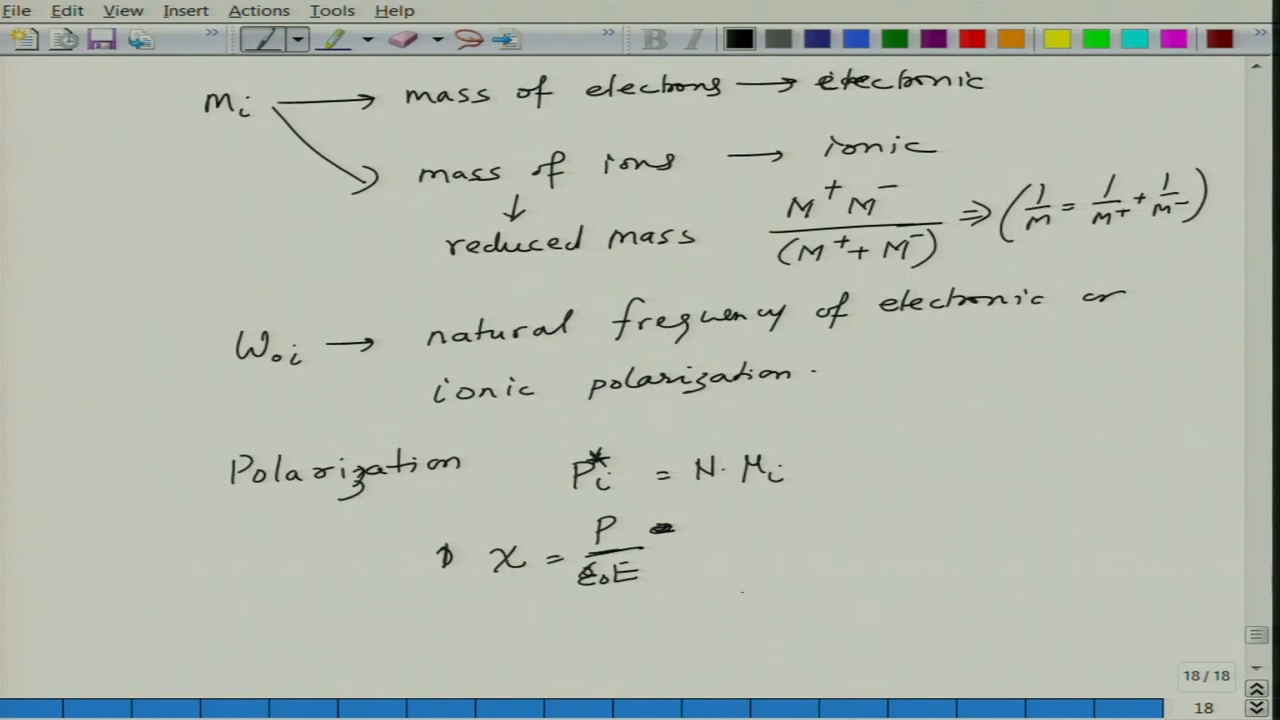 File Edit View Insert Actions Tools Help
B I
mi → mass of electrons → electronic
mass of ions → ionic
↓
reduced mass M⁺M⁻/(M⁺+M⁻) ⇒ (1/M = 1/M⁺ + 1/M⁻)
ω₀i → natural frequency of electronic or
ionic polarization.
Polarization Pi* = N·μi
χ = P/ε₀E
18 / 18
18